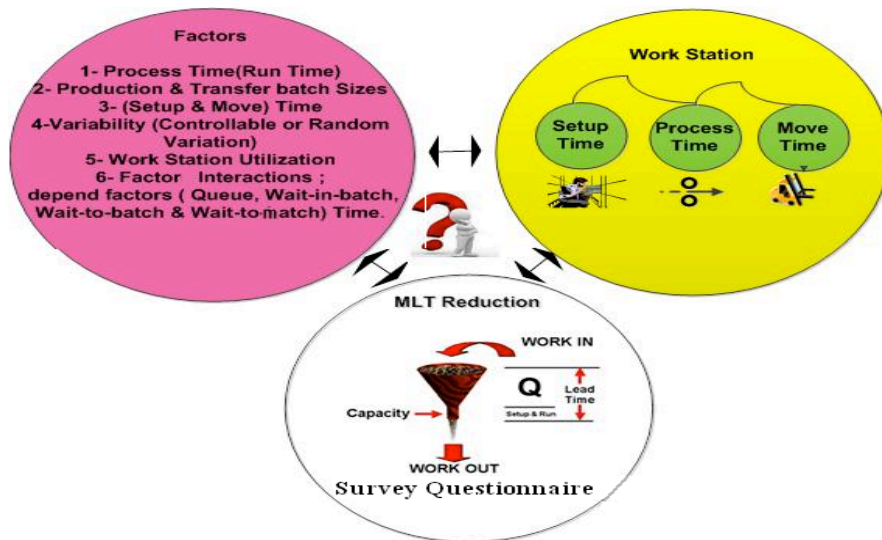 Factors
1- Process Time(Run Time)
2- Production & Transfer batch Sizes
3- (Setup & Move) Time
4-Variability (Controllable or Random
Variation)
5- Work Station Utilization
6- Factor Interactions ;
depend factors ( Queue, Wait-in-batch,
Wait-to-batch & Wait-to-match) Time.
Work Station
Setup
Time
Process
Time
Move
Time
MLT Reduction
WORK IN
Q
Lead
Time
Setup & Run
Capacity
WORK OUT
Survey Questionnaire